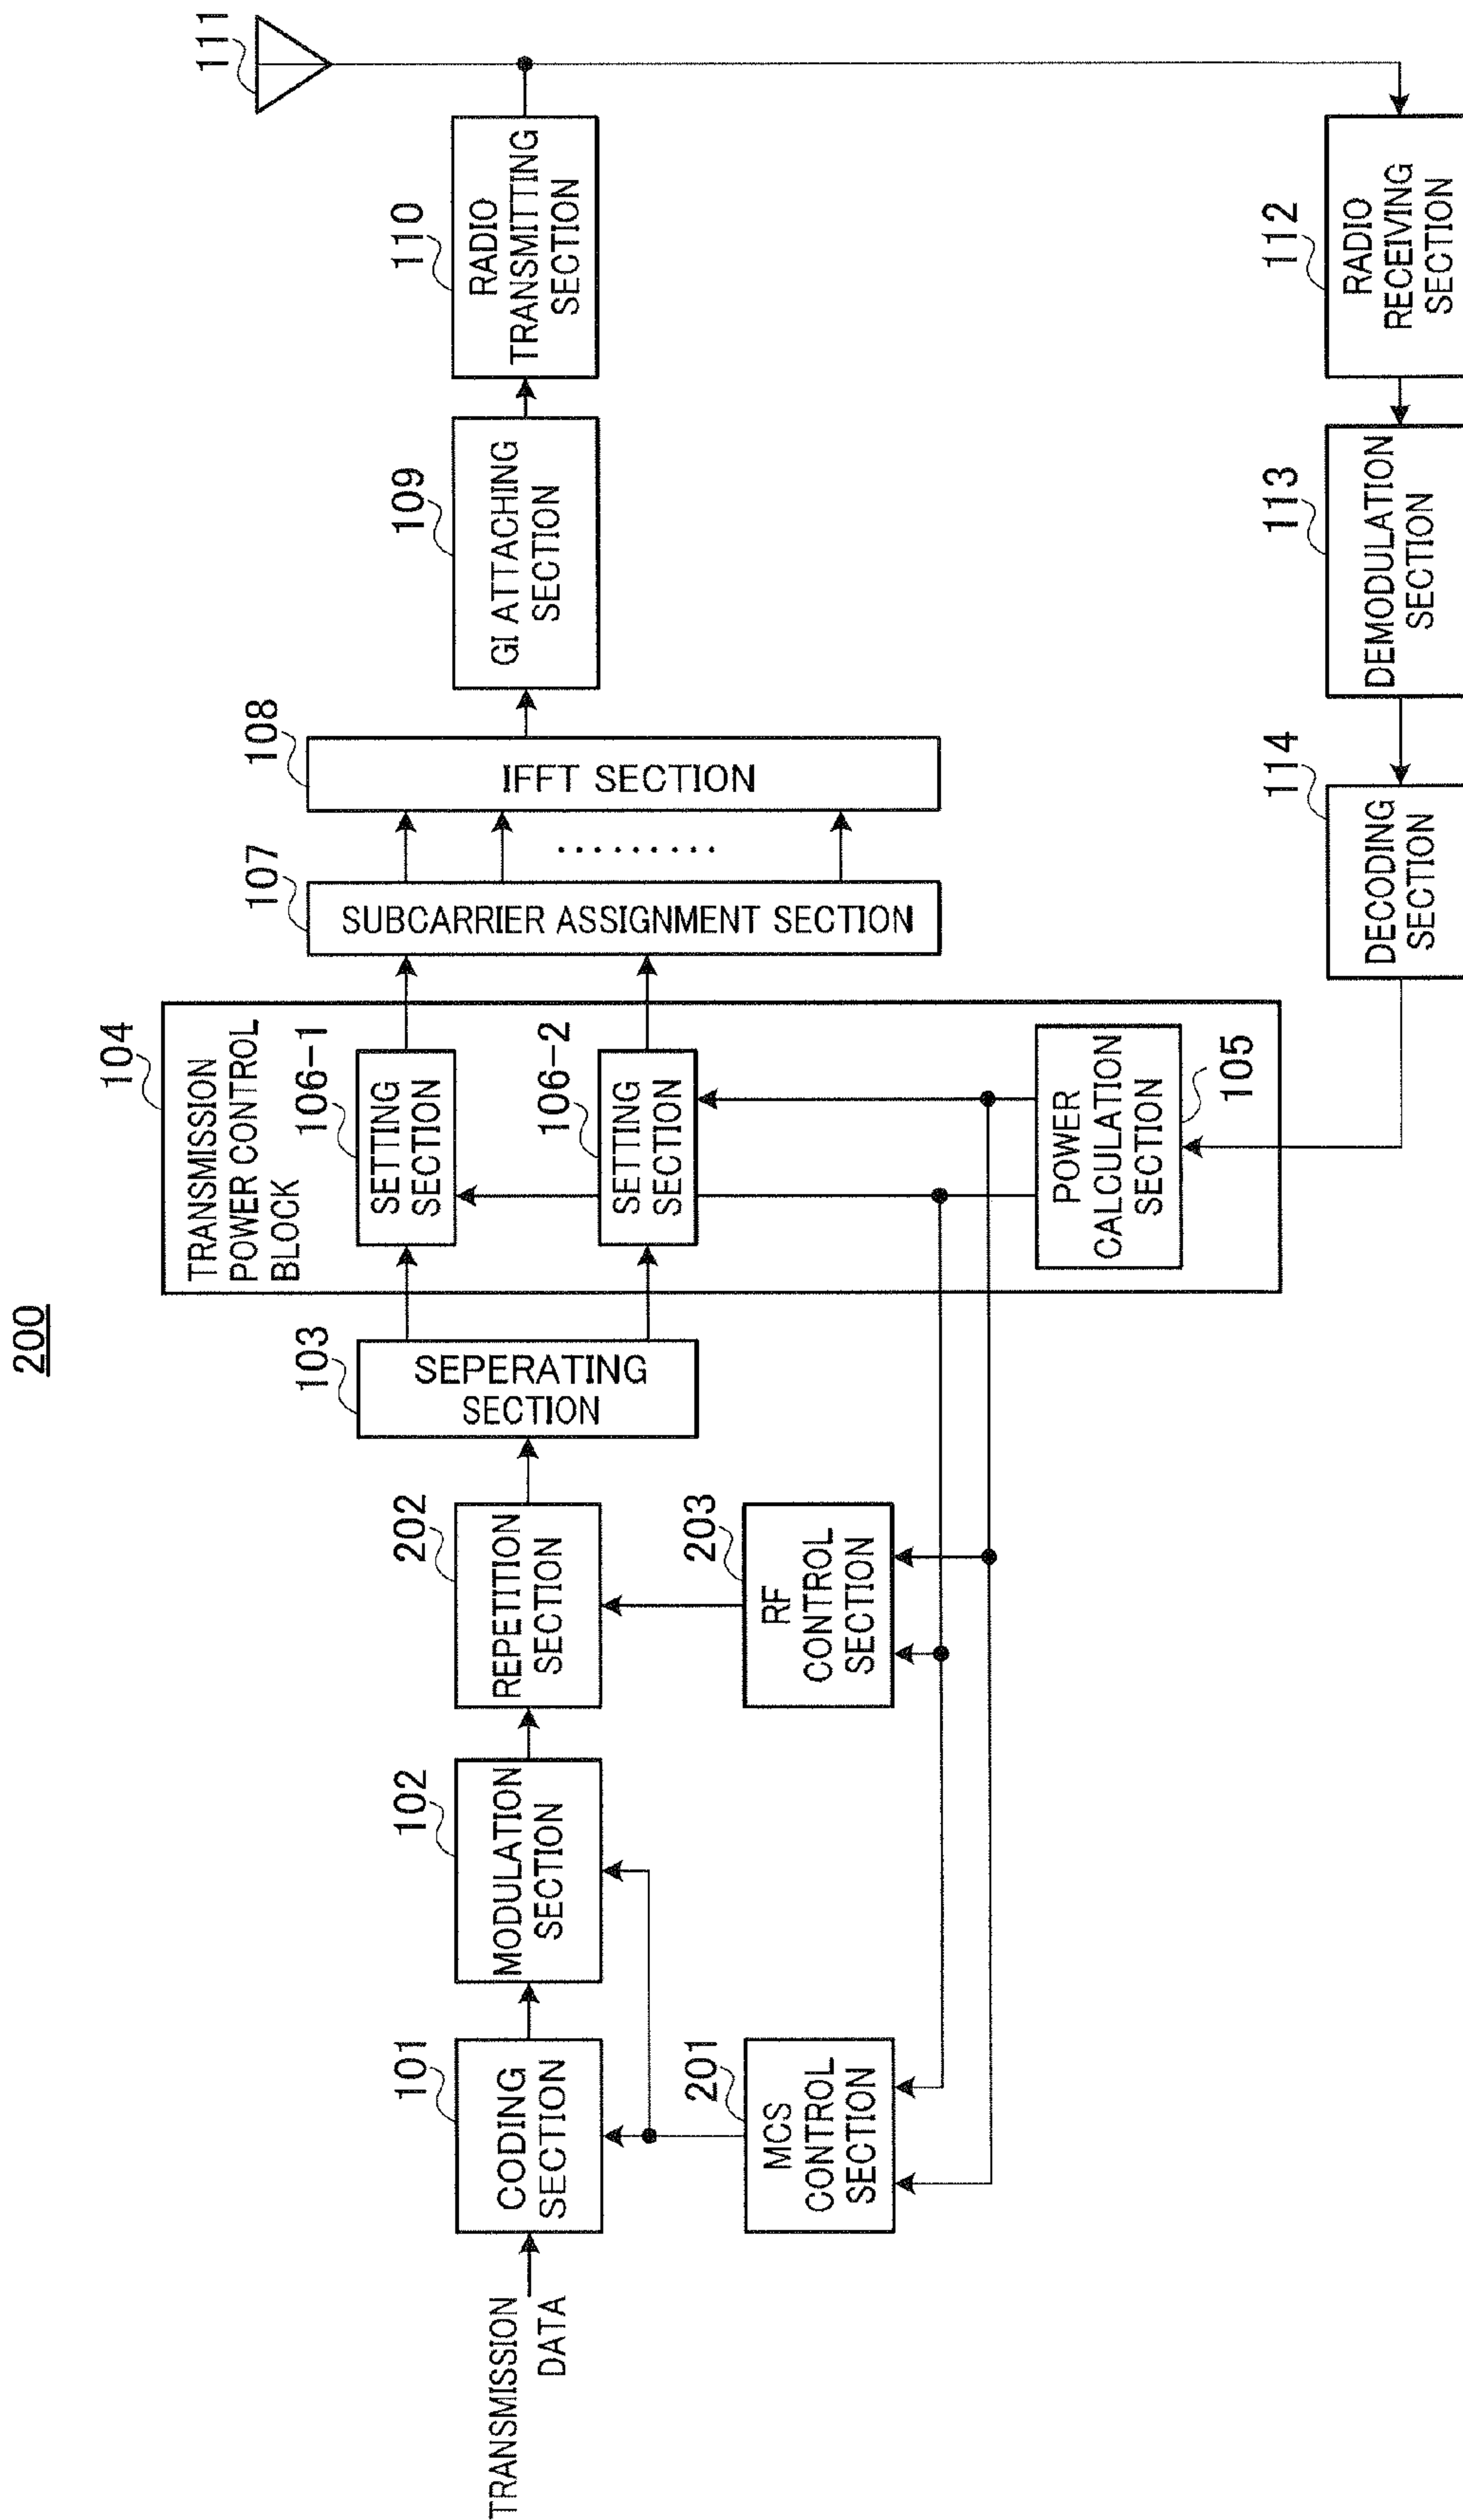 200
TRANSMISSION
DATA
101
CODING
SECTION
102
MODULATION
SECTION
202
REPETITION
SECTION
103
SEPERATING
SECTION
104
TRANSMISSION
POWER CONTROL
BLOCK
106-1
SETTING
SECTION
106-2
SETTING
SECTION
POWER
CALCULATION
SECTION
105
107
SUBCARRIER ASSIGNMENT SECTION
108
IFFT SECTION
109
GI ATTACHING
SECTION
110
RADIO
TRANSMITTING
SECTION
111
201
MCS
CONTROL
SECTION
203
RF
CONTROL
SECTION
114
DECODING
SECTION
113
DEMODULATION
SECTION
112
RADIO
RECEIVING
SECTION